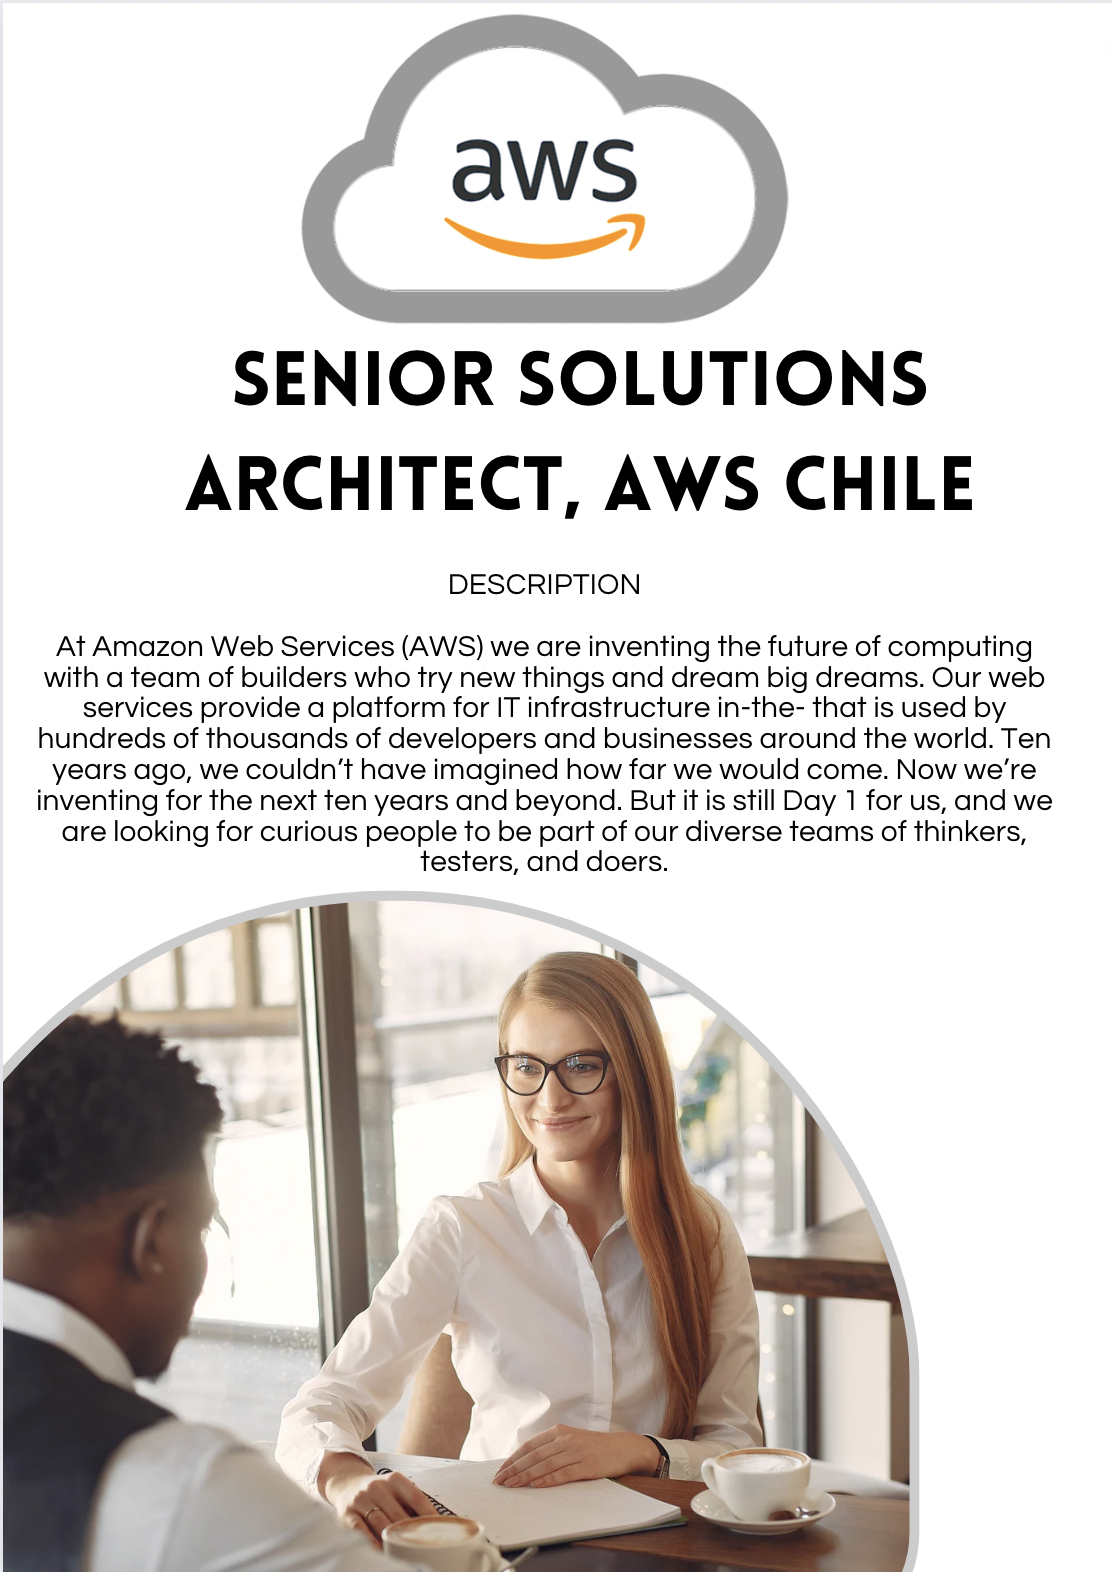 aws
SENIOR SOLUTIONS
ARCHITECT, AWS CHILE
DESCRIPTION
At Amazon Web Services (AWS) we are inventing the future of computing
with a team of builders who try new things and dream big dreams. Our web
services provide a platform for IT infrastructure in-the- that is used by
hundreds of thousands of developers and businesses around the world. Ten
years ago, we couldn’t have imagined how far we would come. Now we’re
inventing for the next ten years and beyond. But it is still Day 1 for us, and we
are looking for curious people to be part of our diverse teams of thinkers,
testers, and doers.